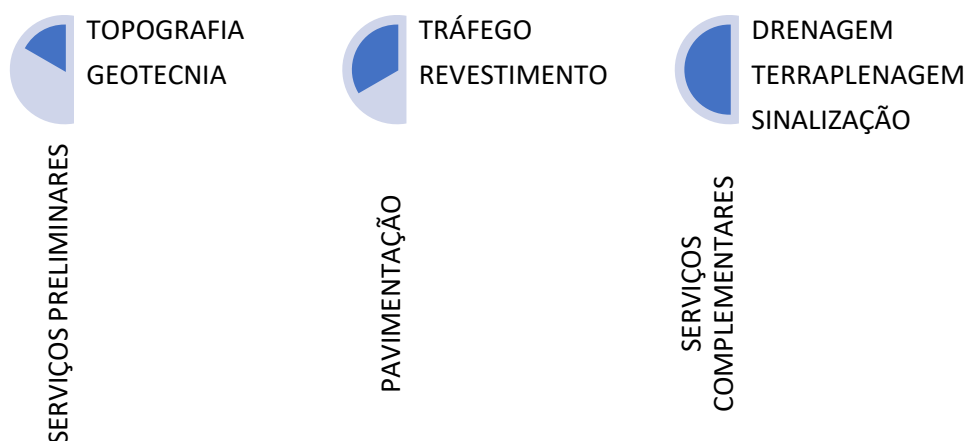 TOPOGRAFIA
GEOTECNIA
SERVIÇOS PRELIMINARES
TRÁFEGO
REVESTIMENTO
PAVIMENTAÇÃO
DRENAGEM
TERRAPLENAGEM
SINALIZAÇÃO
SERVIÇOS
COMPLEMENTARES